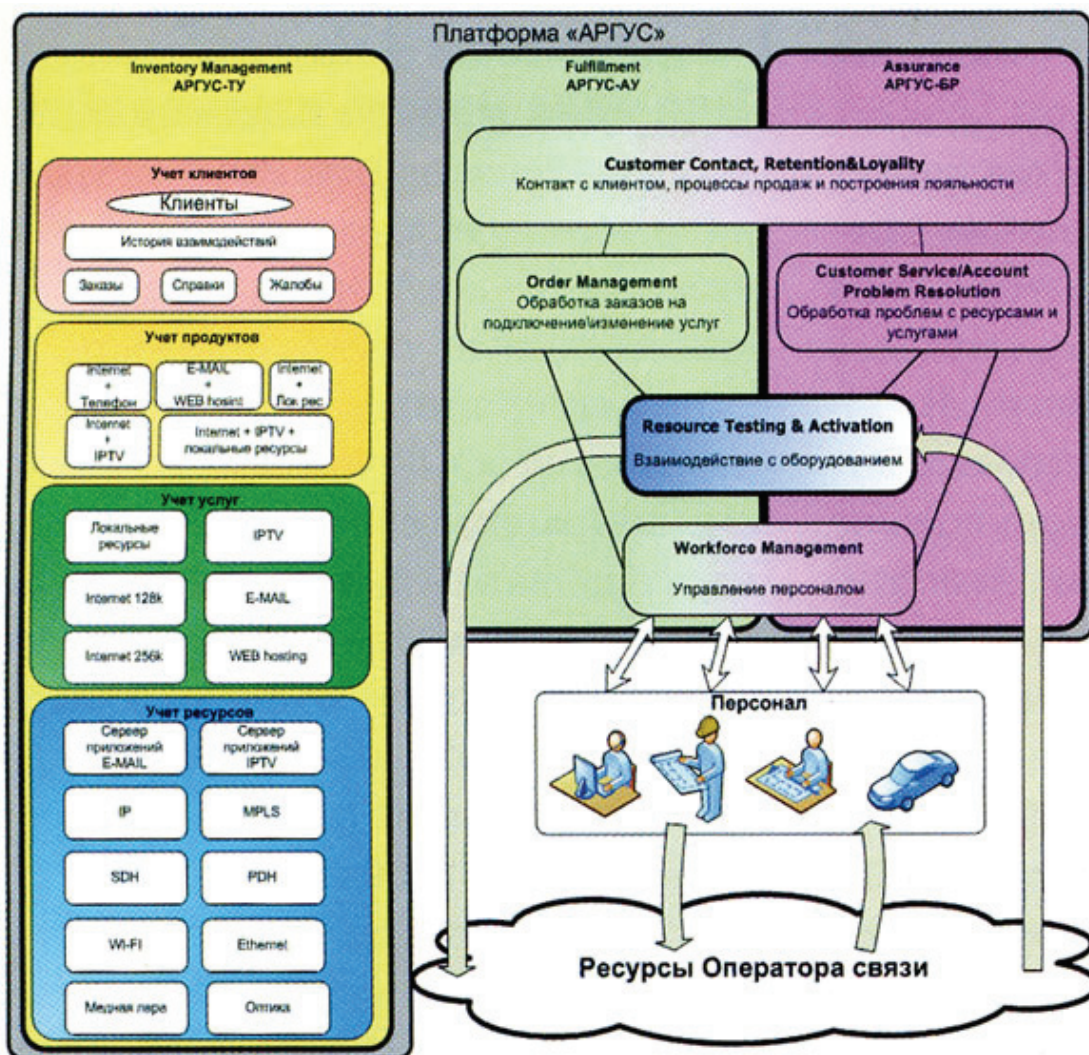 Платформа «АРГУС»
Inventory Management
АРГУС-ТУ
Учет клиентов
Клиенты
История взаимодействий
Заказы
Справки
Жалобы
Учет продуктов
Internet
+
Телефон
E-MAIL
+
WEB hosint
Internet
+
Лок рес
Internet
+
IPTV
Internet + IPTV +
локальные ресурсы
Учет услуг
Локальные
ресурсы
IPTV
Internet 128k
E-MAIL
Internet 256k
WEB hosting
Учет ресурсов
Сервер
приложений
E-MAIL
Сервер
приложений
IPTV
IP
MPLS
SDH
PDH
WI-FI
Ethernet
Медная пара
Оптика
Fulfillment
АРГУС-АУ
Assurance
АРГУС-БР
Customer Contact, Retention&Loyality
Контакт с клиентом, процессы продаж и построения лояльности
Order Management
Обработка заказов на
подключение\изменение услуг
Customer Service/Account
Problem Resolution
Обработка проблем с ресурсами и
услугами
Resource Testing & Activation
Взаимодействие с оборудованием
Workforce Management
Управление персоналом
Персонал
Ресурсы Оператора связи